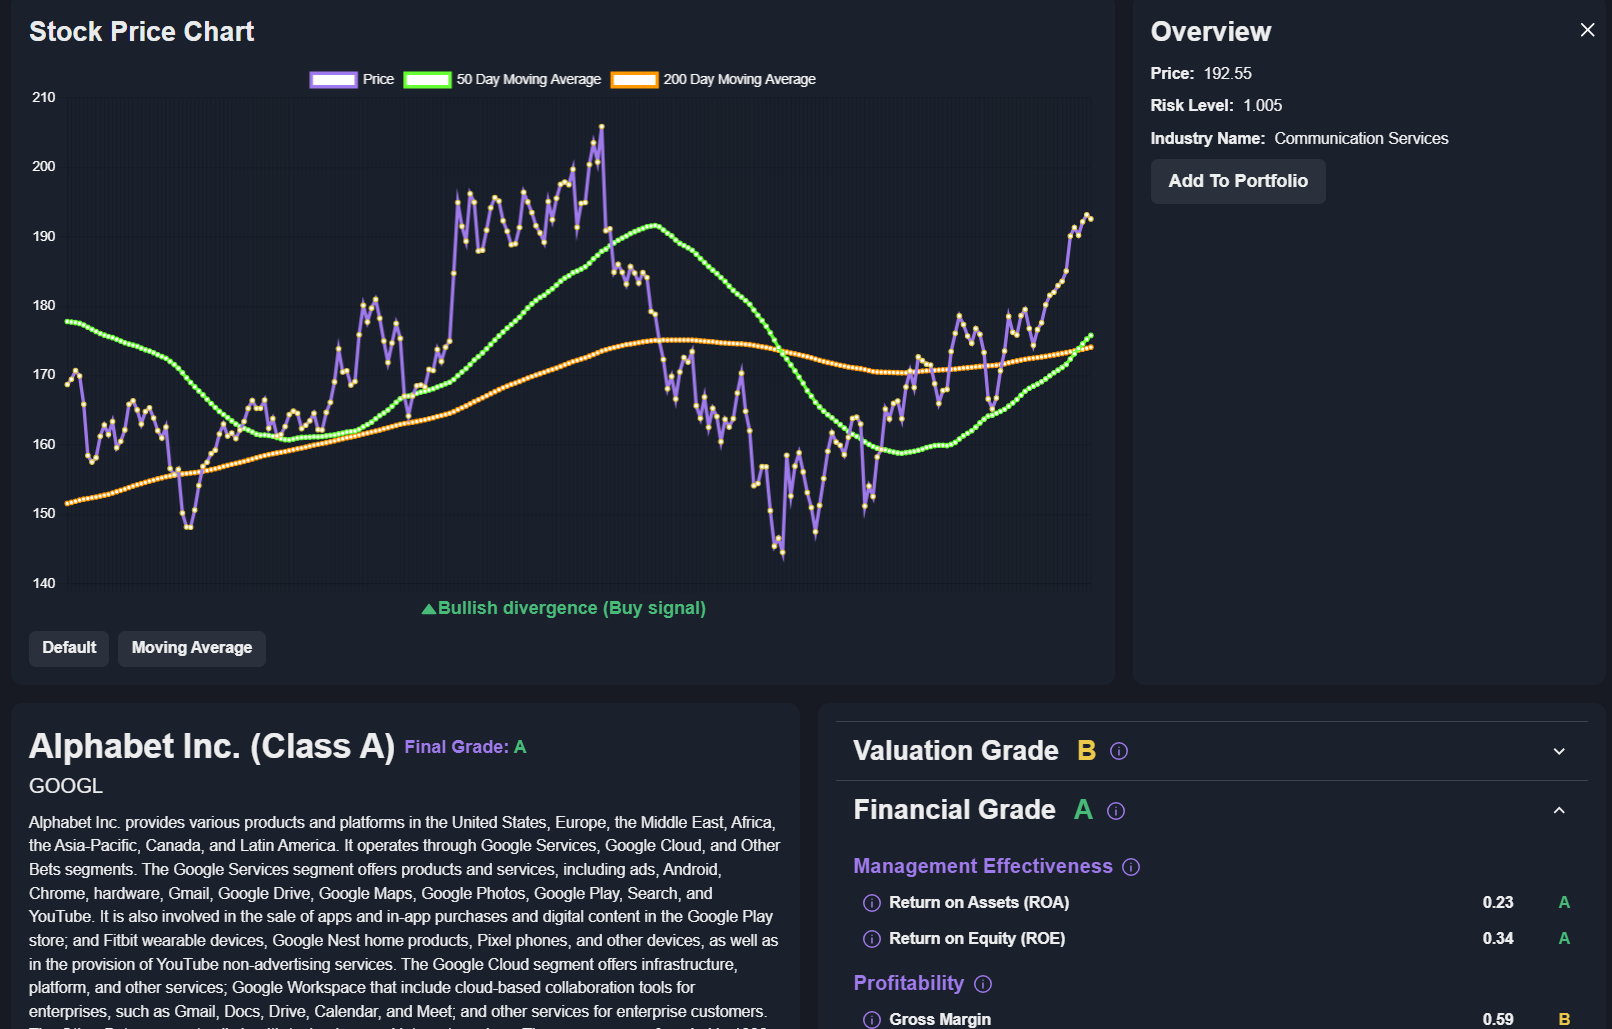 Stock Price Chart
Price
50 Day Moving Average
200 Day Moving Average
210
200
190
180
170
160
150
140
▲Bullish divergence (Buy signal)
Default
Moving Average
Overview
Price: 192.55
Risk Level: 1.005
Industry Name: Communication Services
Add To Portfolio
Alphabet Inc. (Class A) Final Grade: A
GOOGL
Alphabet Inc. provides various products and platforms in the United States, Europe, the Middle East, Africa,
the Asia-Pacific, Canada, and Latin America. It operates through Google Services, Google Cloud, and Other
Bets segments. The Google Services segment offers products and services, including ads, Android,
Chrome, hardware, Gmail, Google Drive, Google Maps, Google Photos, Google Play, Search, and
YouTube. It is also involved in the sale of apps and in-app purchases and digital content in the Google Play
store; and Fitbit wearable devices, Google Nest home products, Pixel phones, and other devices, as well as
in the provision of YouTube non-advertising services. The Google Cloud segment offers infrastructure,
platform, and other services; Google Workspace that include cloud-based collaboration tools for
enterprises, such as Gmail, Docs, Drive, Calendar, and Meet; and other services for enterprise customers.
Valuation Grade B
Financial Grade A
Management Effectiveness
Return on Assets (ROA) 0.23 A
Return on Equity (ROE) 0.34 A
Profitability
Gross Margin 0.59 B